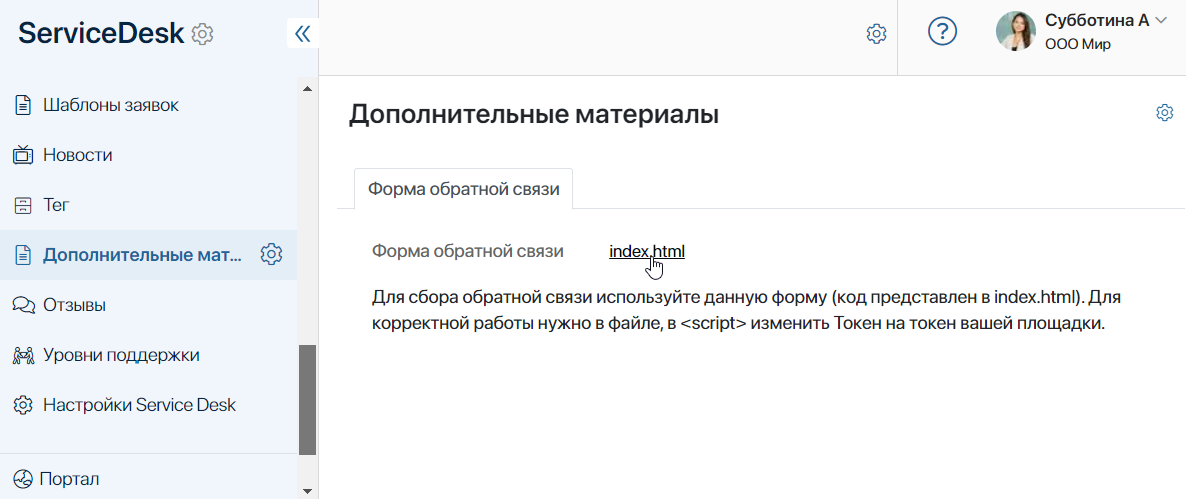 ServiceDesk
Субботина А
ООО Мир
Шаблоны заявок
Новости
Тег
Дополнительные мат...
Отзывы
Уровни поддержки
Настройки Service Desk
Портал
Дополнительные материалы
Форма обратной связи
Форма обратной связи index.html
Для сбора обратной связи используйте данную форму (код представлен в index.html). Для
корректной работы нужно в файле, в <script> изменить Токен на токен вашей площадки.